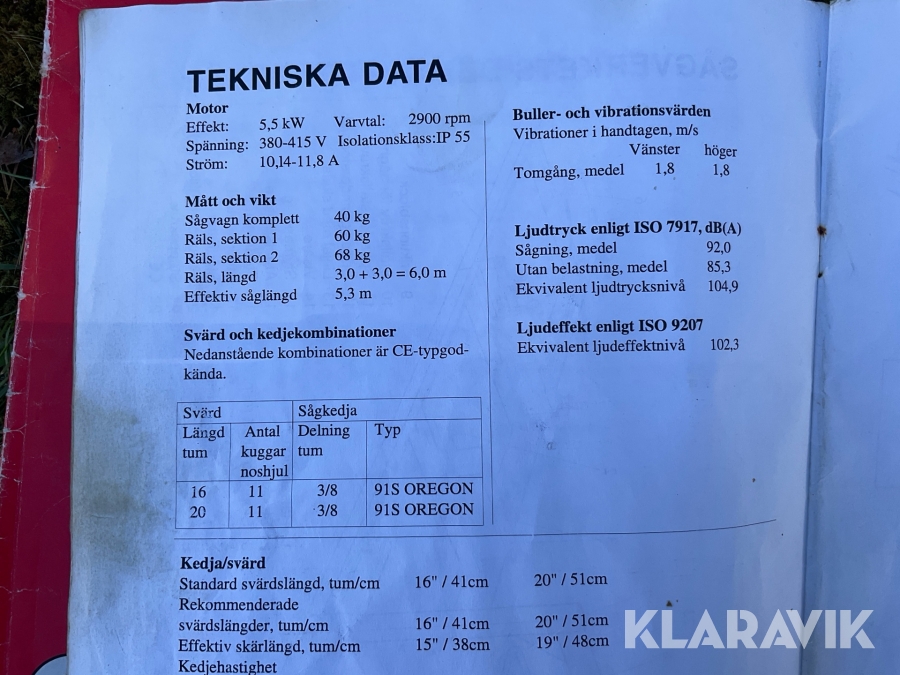 TEKNISKA DATA
Motor
Effekt: 5,5 kW Varvtal: 2900 rpm
Spänning: 380-415 V Isolationsklass:IP 55
Ström: 10,14-11,8 A
Mått och vikt
Sågvagn komplett 40 kg
Räls, sektion 1 60 kg
Räls, sektion 2 68 kg
Räls, längd 3,0 + 3,0 = 6,0 m
Effektiv såglängd 5,3 m
Svärd och kedjekombinationer
Nedanstående kombinationer är CE-typgod-
kända.
Svärd Sågkedja
Längd Antal Delning Typ
tum kuggar tum
noshjul
16 11 3/8 91S OREGON
20 11 3/8 91S OREGON
Kedja/svärd
Standard svärdslängd, tum/cm 16" / 41cm 20" / 51cm
Rekommenderade
svärdslängder, tum/cm 16" / 41cm 20" / 51cm
Effektiv skärlängd, tum/cm 15" / 38cm 19" / 48cm
Kedjehastighet
Buller- och vibrationsvärden
Vibrationer i handtagen, m/s
Vänster höger
Tomgång, medel 1,8 1,8
Ljudtryck enligt ISO 7917, dB(A)
Sågning, medel 92,0
Utan belastning, medel 85,3
Ekvivalent ljudtrycksnivå 104,9
Ljudeffekt enligt ISO 9207
Ekvivalent ljudeffektnivå 102,3
KLARAVIK